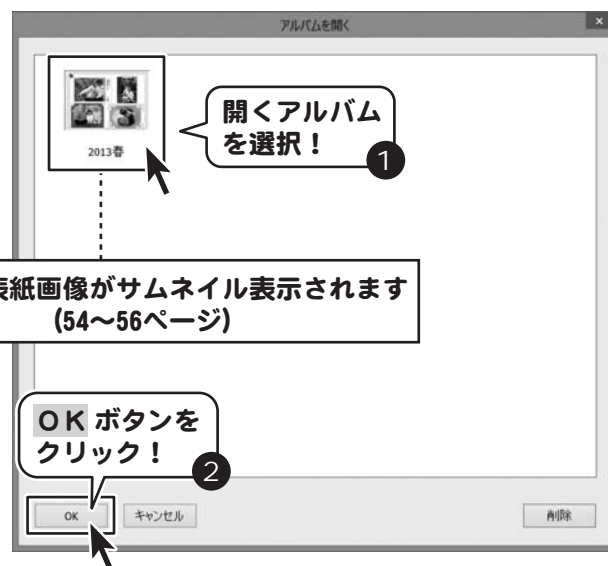 アルバムを開く
×
開くアルバム
を選択！
1
2013春
表紙画像がサムネイル表示されます
(54～56ページ)
OK ボタンを
クリック！
2
OK
キャンセル
削除